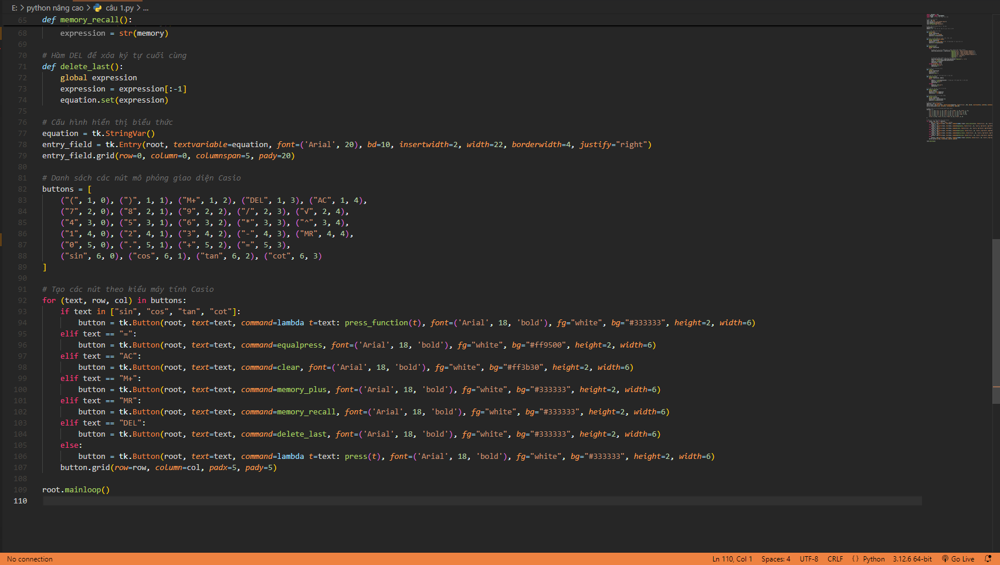 E: > python nâng cao > câu 1.py > ...
65 def memory_recall():
68 expression = str(memory)
69
70 # Hàm DEL để xóa ký tự cuối cùng
71 def delete_last():
72 global expression
73 expression = expression[:-1]
74 equation.set(expression)
75
76 # Cấu hình hiển thị biểu thức
77 equation = tk.StringVar()
78 entry_field = tk.Entry(root, textvariable=equation, font=('Arial', 20), bd=10, insertwidth=2, width=22, borderwidth=4, justify="right")
79 entry_field.grid(row=0, column=0, columnspan=5, pady=20)
80
81 # Danh sách các nút mô phỏng giao diện Casio
82 buttons = [
83 ("(", 1, 0), (")", 1, 1), ("M+", 1, 2), ("DEL", 1, 3), ("AC", 1, 4),
84 ("7", 2, 0), ("8", 2, 1), ("9", 2, 2), ("/", 2, 3), ("√", 2, 4),
85 ("4", 3, 0), ("5", 3, 1), ("6", 3, 2), ("*", 3, 3), ("^", 3, 4),
86 ("1", 4, 0), ("2", 4, 1), ("3", 4, 2), ("-", 4, 3), ("MR", 4, 4),
87 ("0", 5, 0), (".", 5, 1), ("+", 5, 2), ("=", 5, 3),
88 ("sin", 6, 0), ("cos", 6, 1), ("tan", 6, 2), ("cot", 6, 3)
89 ]
90
91 # Tạo các nút theo kiểu máy tính Casio
92 for (text, row, col) in buttons:
93 if text in ["sin", "cos", "tan", "cot"]:
94 button = tk.Button(root, text=text, command=lambda t=text: press_function(t), font=('Arial', 18, 'bold'), fg="white", bg="#333333", height=2, width=6)
95 elif text == "=":
96 button = tk.Button(root, text=text, command=equalpress, font=('Arial', 18, 'bold'), fg="white", bg="#ff9500", height=2, width=6)
97 elif text == "AC":
98 button = tk.Button(root, text=text, command=clear, font=('Arial', 18, 'bold'), fg="white", bg="#ff3b30", height=2, width=6)
99 elif text == "M+":
100 button = tk.Button(root, text=text, command=memory_plus, font=('Arial', 18, 'bold'), fg="white", bg="#333333", height=2, width=6)
101 elif text == "MR":
102 button = tk.Button(root, text=text, command=memory_recall, font=('Arial', 18, 'bold'), fg="white", bg="#333333", height=2, width=6)
103 elif text == "DEL":
104 button = tk.Button(root, text=text, command=delete_last, font=('Arial', 18, 'bold'), fg="white", bg="#333333", height=2, width=6)
105 else:
106 button = tk.Button(root, text=text, command=lambda t=text: press(t), font=('Arial', 18, 'bold'), fg="white", bg="#333333", height=2, width=6)
107 button.grid(row=row, column=col, padx=5, pady=5)
108
109 root.mainloop()
110
No connection Ln 110, Col 1 Spaces: 4 UTF-8 CRLF { } Python 3.12.6 64-bit Go Live